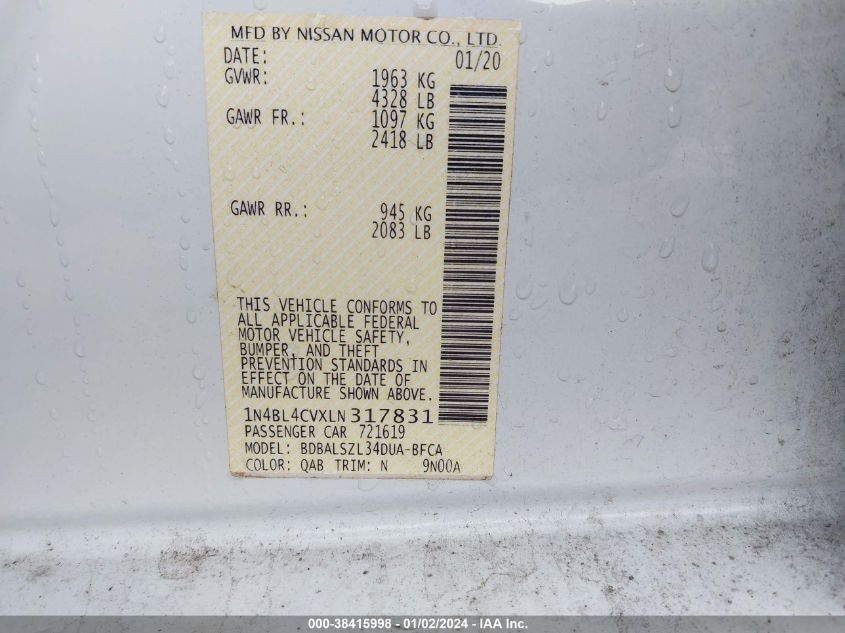 MFD BY NISSAN MOTOR CO., LTD.
DATE: 01/20
GVWR: 1963 KG
4328 LB
GAWR FR.: 1097 KG
2418 LB
GAWR RR.: 945 KG
2083 LB
THIS VEHICLE CONFORMS TO
ALL APPLICABLE FEDERAL
MOTOR VEHICLE SAFETY,
BUMPER, AND THEFT
PREVENTION STANDARDS IN
EFFECT ON THE DATE OF
MANUFACTURE SHOWN ABOVE.
1N4BL4CVXLN317831
PASSENGER CAR 721619
MODEL: BDBALSZL34DUA-BFCA
COLOR: QAB TRIM: N 9N00A
000-38415998 - 01/02/2024 - IAA Inc.